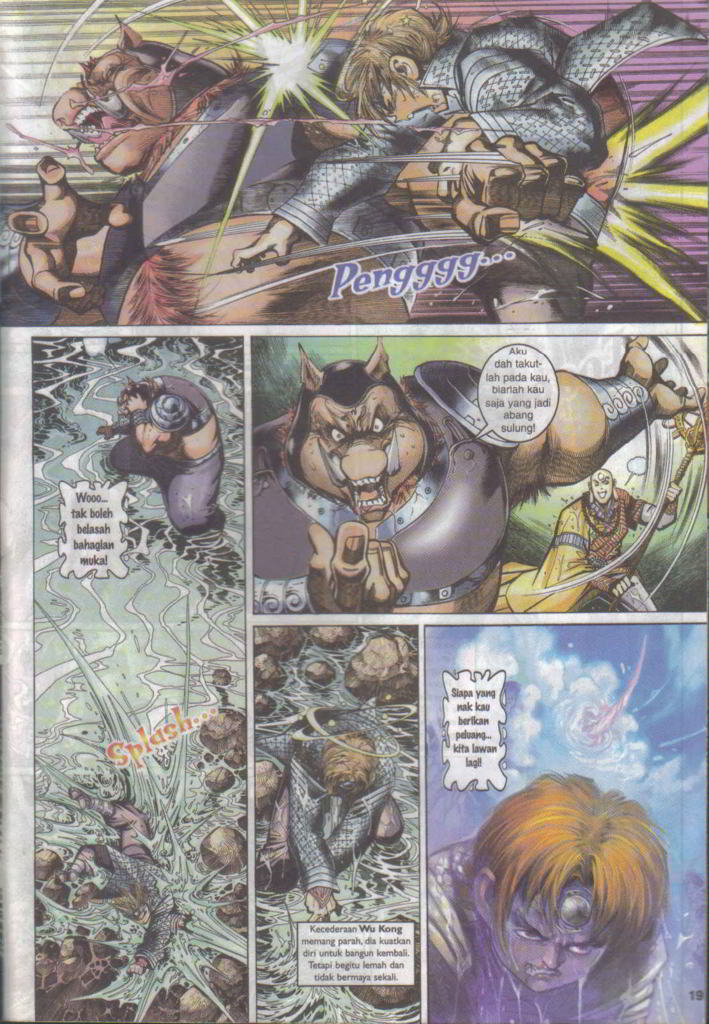 Pengggg...
Wooo...
tak boleh
belasah
bahagian
muka!
Aku
dah takut-
lah pada kau,
biarlah kau
saja yang jadi
abang
sulung!
Splash...
Kecederaan Wu Kong
memang parah, dia kuatkan
diri untuk bangun kembali.
Tetapi begitu lemah dan
tidak bermaya sekali.
Siapa yang
nak kau
berikan
peluang...
kita lawan
lagi!
19